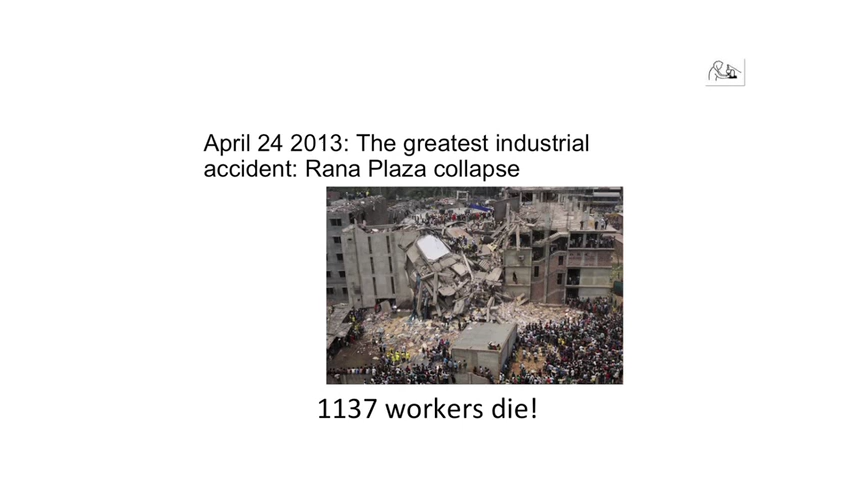 April 24 2013: The greatest industrial
accident: Rana Plaza collapse
1137 workers die!